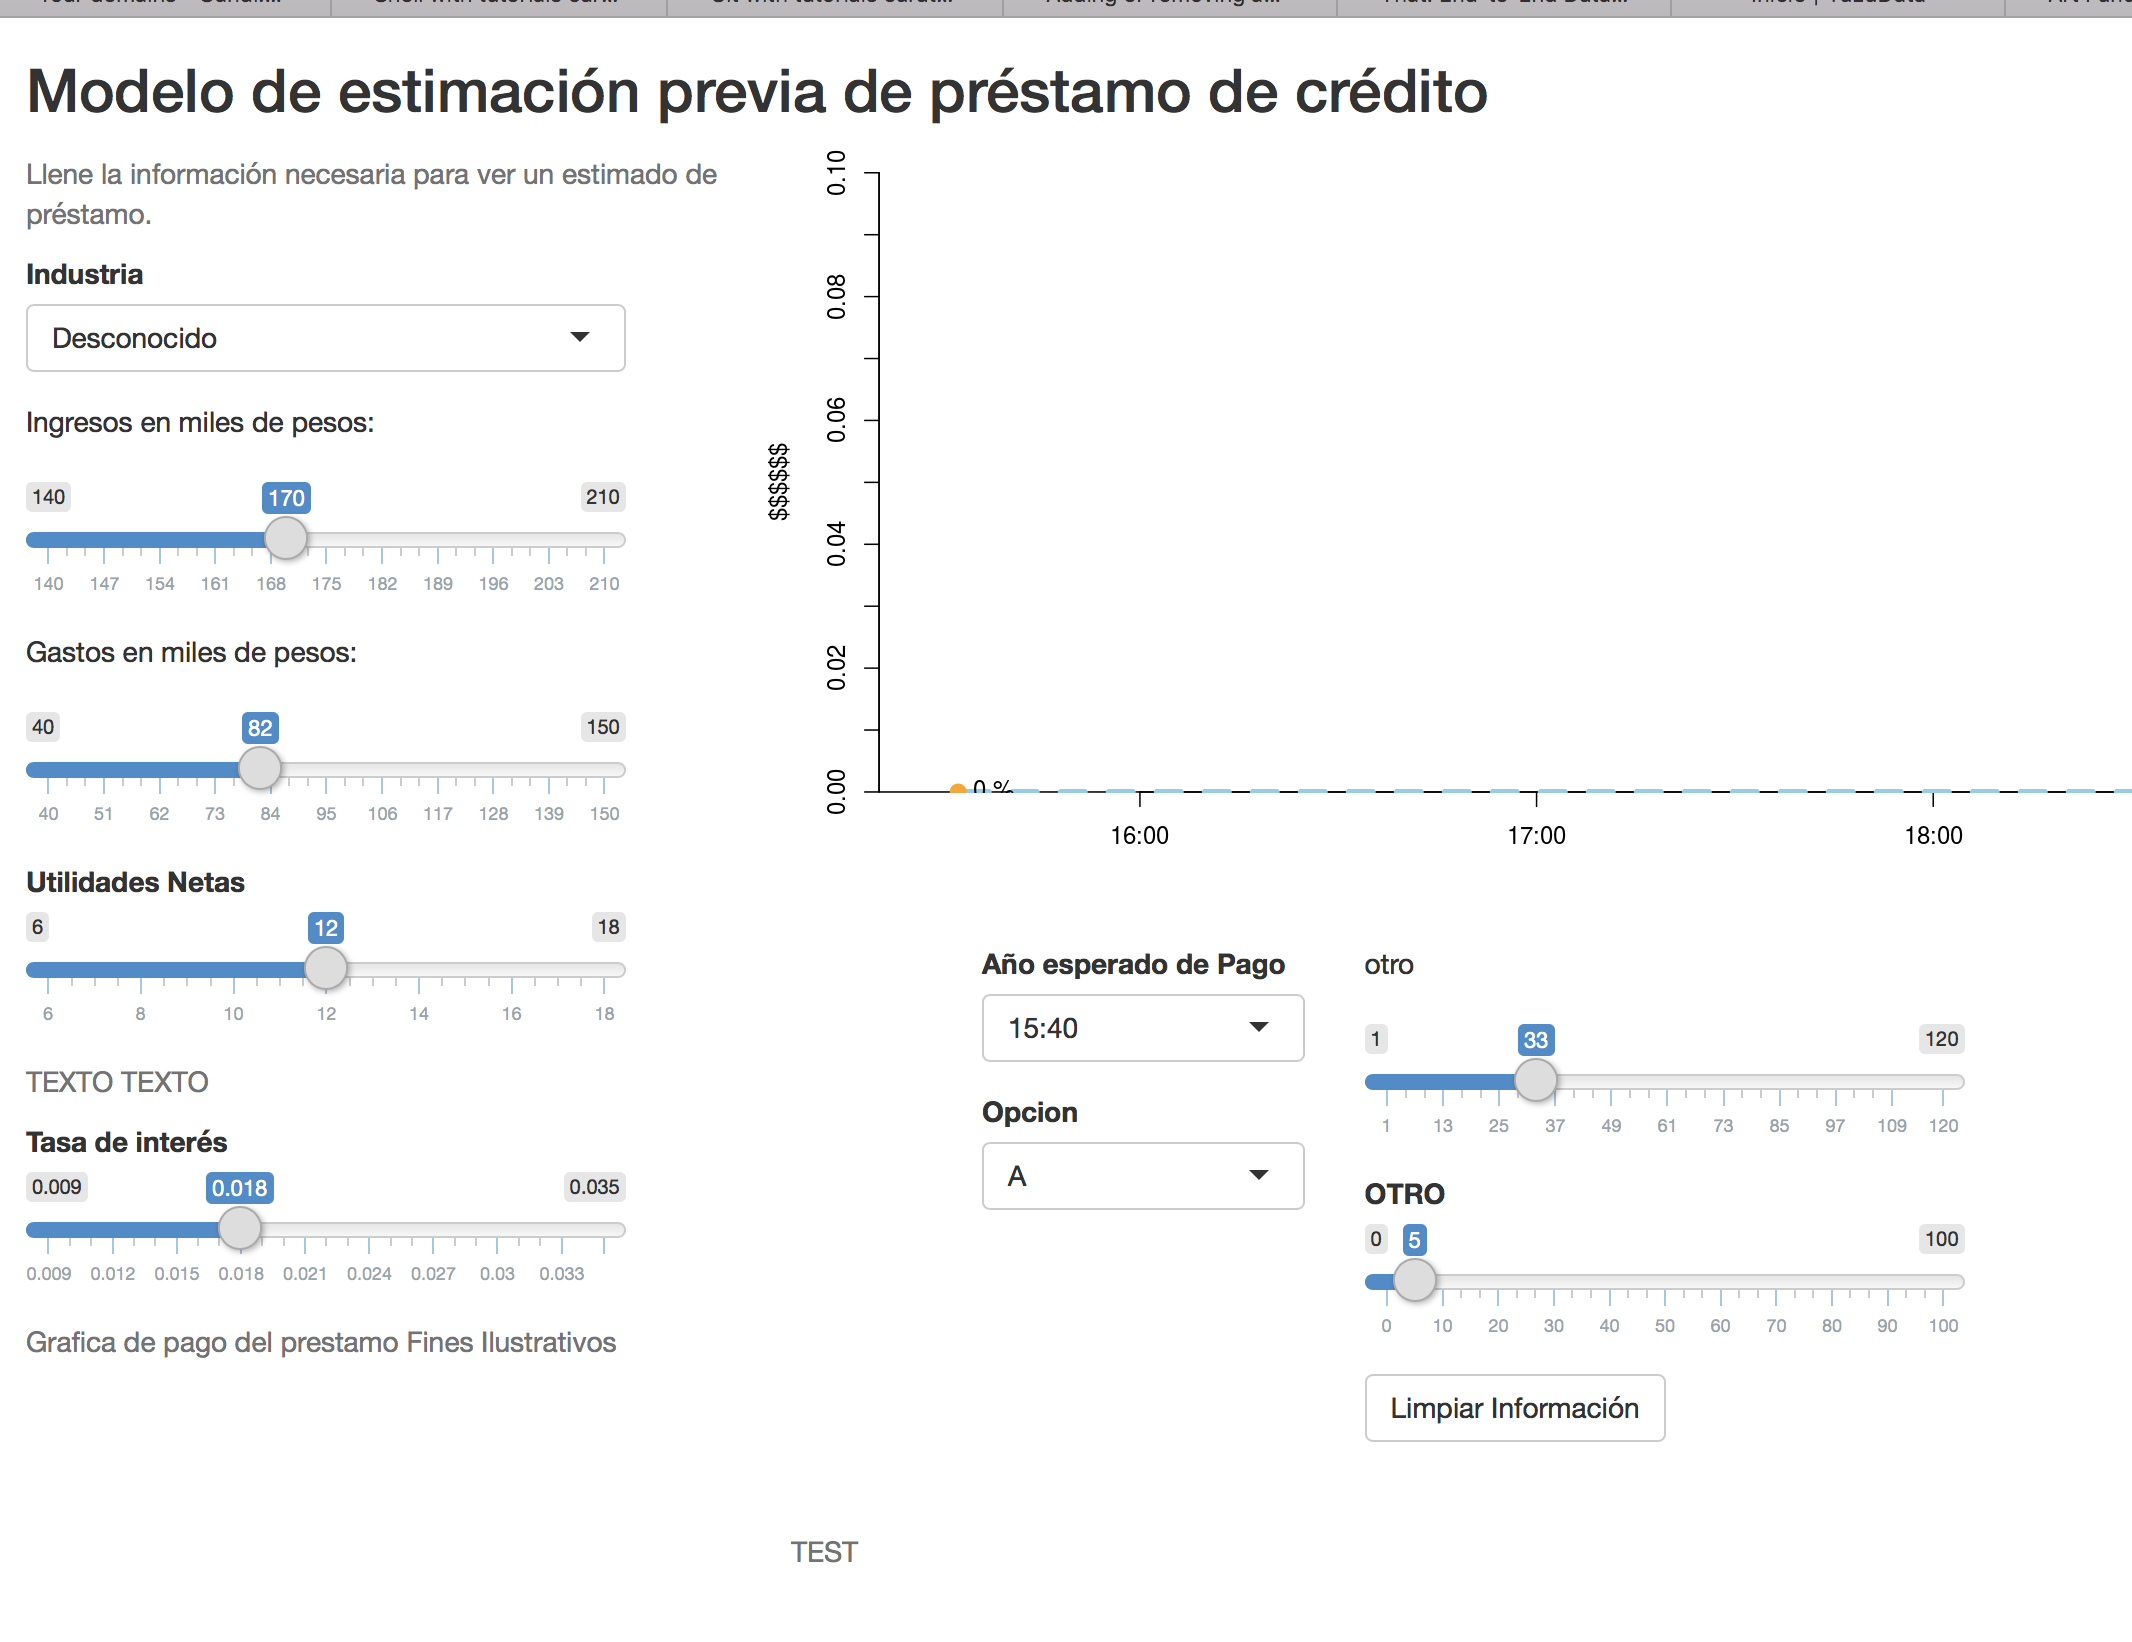 Modelo de estimación previa de préstamo de crédito
Llene la información necesaria para ver un estimado de
préstamo.
Industria
Desconocido
Ingresos en miles de pesos:
140 170 210
140 147 154 161 168 175 182 189 196 203 210
Gastos en miles de pesos:
40 82 150
40 51 62 73 84 95 106 117 128 139 150
Utilidades Netas
6 12 18
6 8 10 12 14 16 18
TEXTO TEXTO
Tasa de interés
0.009 0.018 0.035
0.009 0.012 0.015 0.018 0.021 0.024 0.027 0.03 0.033
Grafica de pago del prestamo Fines Ilustrativos
$$$$$$
0.10
0.08
0.06
0.04
0.02
0.00
0 %
16:00 17:00 18:00
Año esperado de Pago
15:40
Opcion
A
otro
1 33 120
1 13 25 37 49 61 73 85 97 109 120
OTRO
0 5 100
0 10 20 30 40 50 60 70 80 90 100
Limpiar Información
TEST